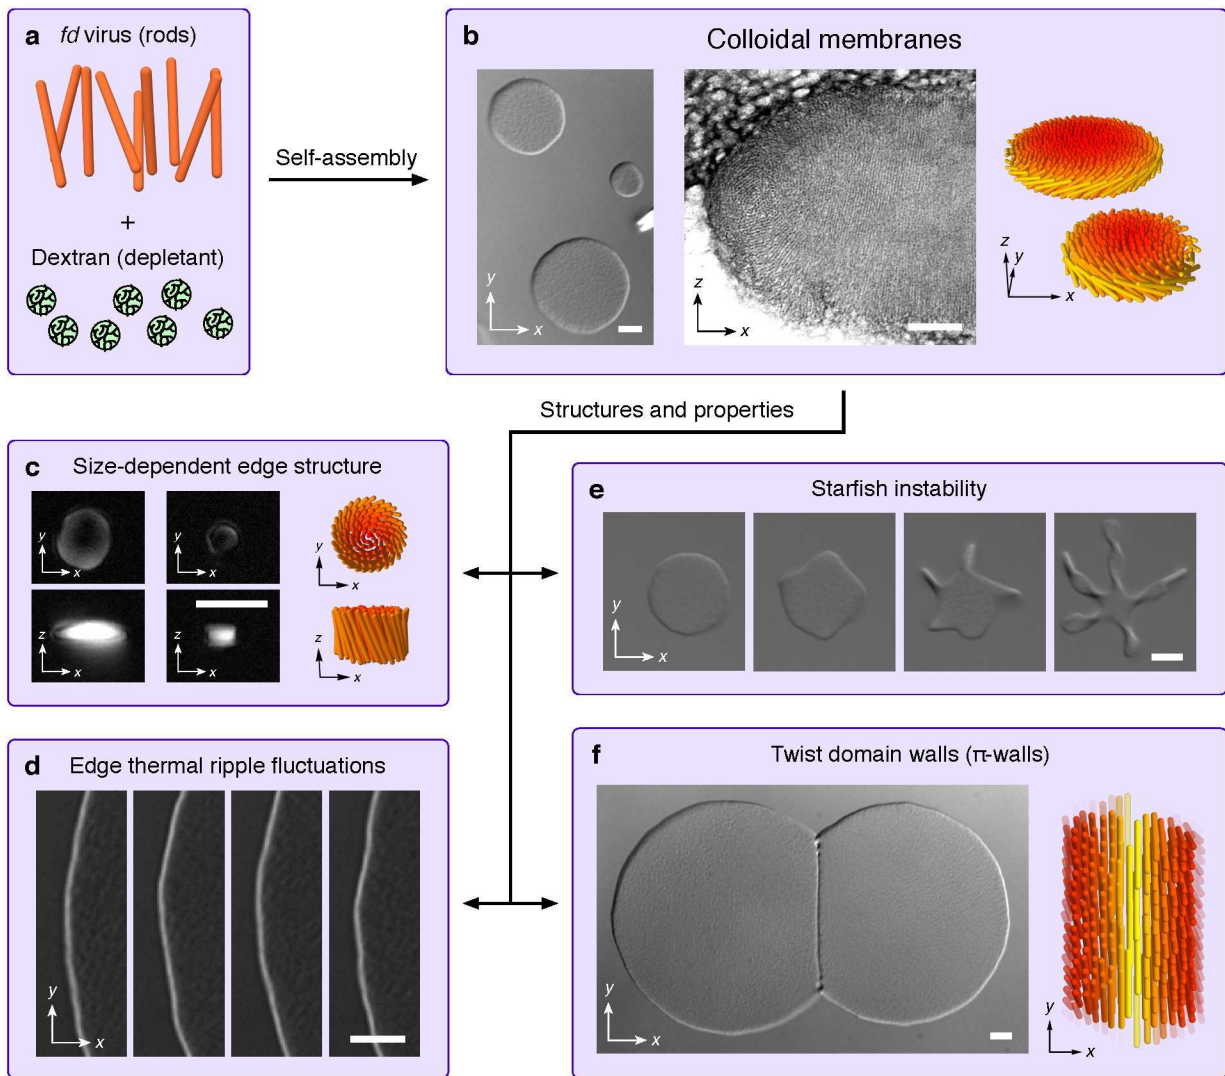 a
fd virus (rods)
+
Dextran (depletant)
Self-assembly
b
Colloidal membranes
y
x
z
x
z
y
x
Structures and properties
c
Size-dependent edge structure
y
x
y
x
y
x
z
x
z
x
z
x
d
Edge thermal ripple fluctuations
y
x
e
Starfish instability
y
x
f
Twist domain walls (π-walls)
y
x
y
x